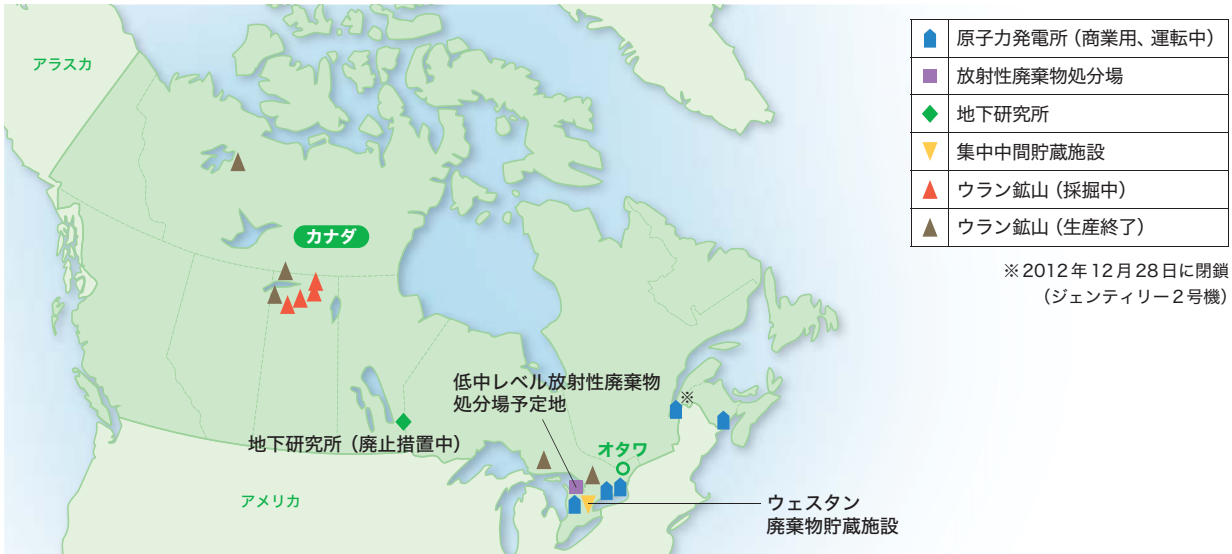 アラスカ
カナダ
低中レベル放射性廃棄物
処分場予定地
※
地下研究所（廃止措置中）
オタワ
アメリカ
ウェスタン
廃棄物貯蔵施設
原子力発電所（商業用、運転中）
放射性廃棄物処分場
地下研究所
集中中間貯蔵施設
ウラン鉱山（採掘中）
ウラン鉱山（生産終了）
※2012年12月28日に閉鎖
（ジェンティリー2号機）